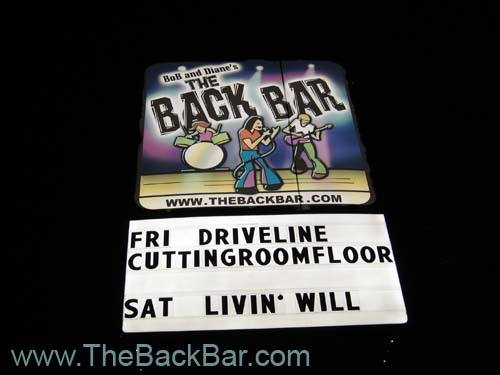 BoB and Diane's
THE
BACK BAR
WWW.THEBACKBAR.COM
FRI DRIVELINE
CUTTINGROOMFLOOR
SAT LIVIN' WILL
www.TheBackBar.com